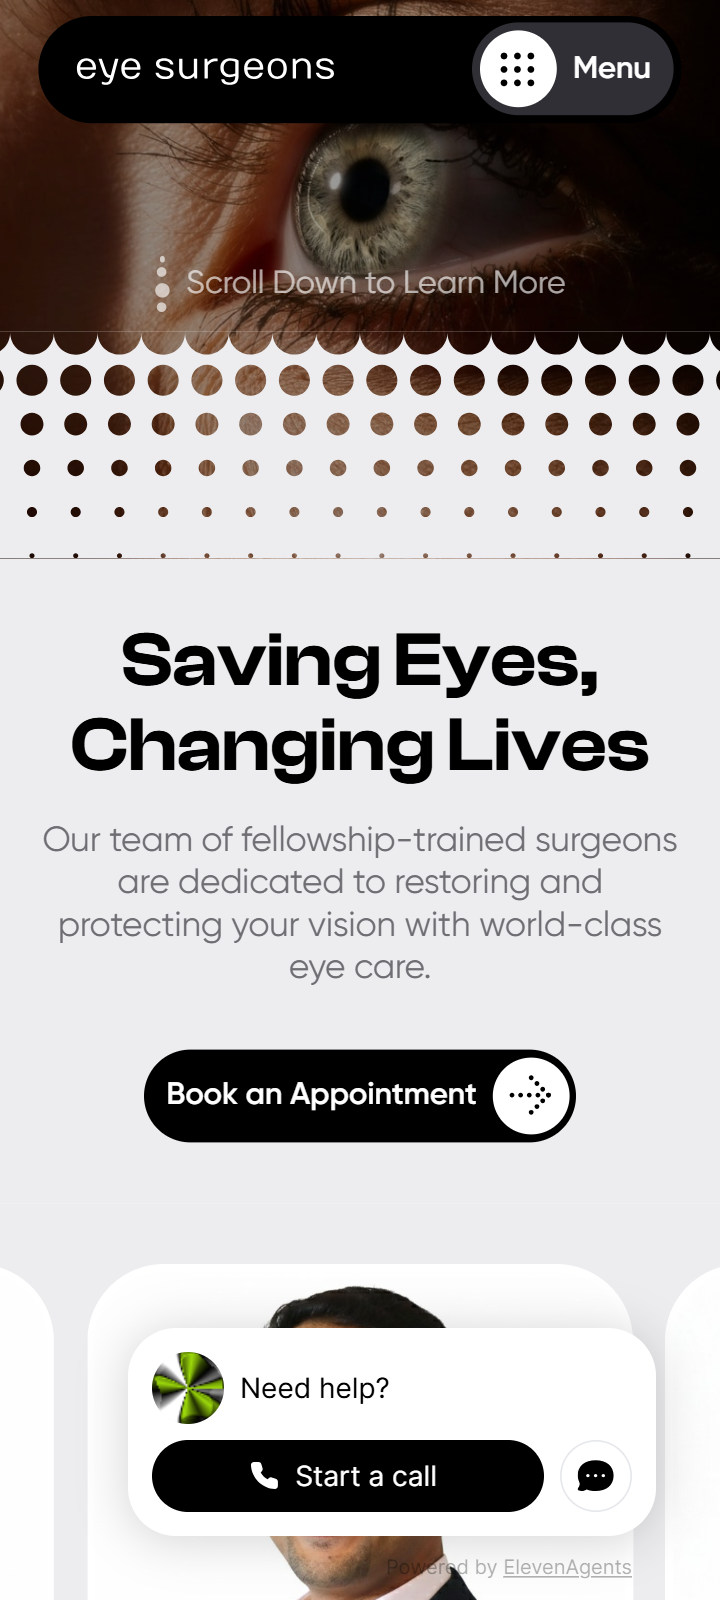 eye surgeons
Menu
Scroll Down to Learn More
Saving Eyes,
Changing Lives
Our team of fellowship-trained surgeons
are dedicated to restoring and
protecting your vision with world-class
eye care.
Book an Appointment
Need help?
Start a call
Powered by ElevenAgents